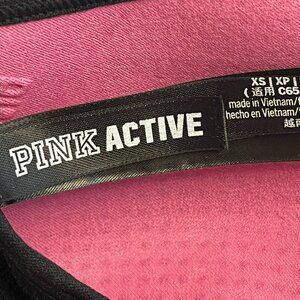 PINK ACTIVE
XS | XP |
( 适用 C65
made in Vietnam/
hecho en Vietnam/
越南